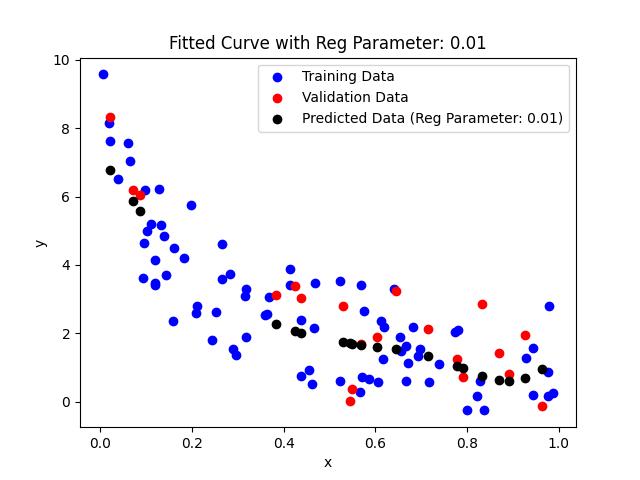 Fitted Curve with Reg Parameter: 0.01
Training Data
Validation Data
Predicted Data (Reg Parameter: 0.01)
10
8
6
4
2
0
y
0.0 0.2 0.4 0.6 0.8 1.0
x